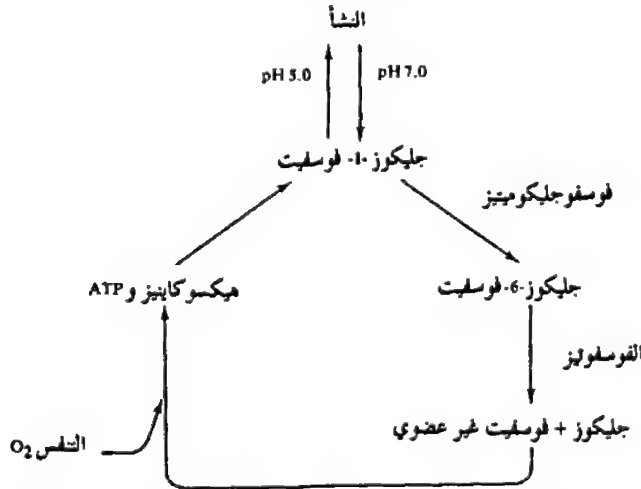 النشأ
pH 5.0 pH 7.0
جليكوز -1- فوسفيت
فوسفوجليكوميتيز
هيكسوكاينيز و ATP
جليكوز-6-فوسفيت
الفوسفوليز
جليكوز + فوسفيت غير عضوي
التنفس O₂